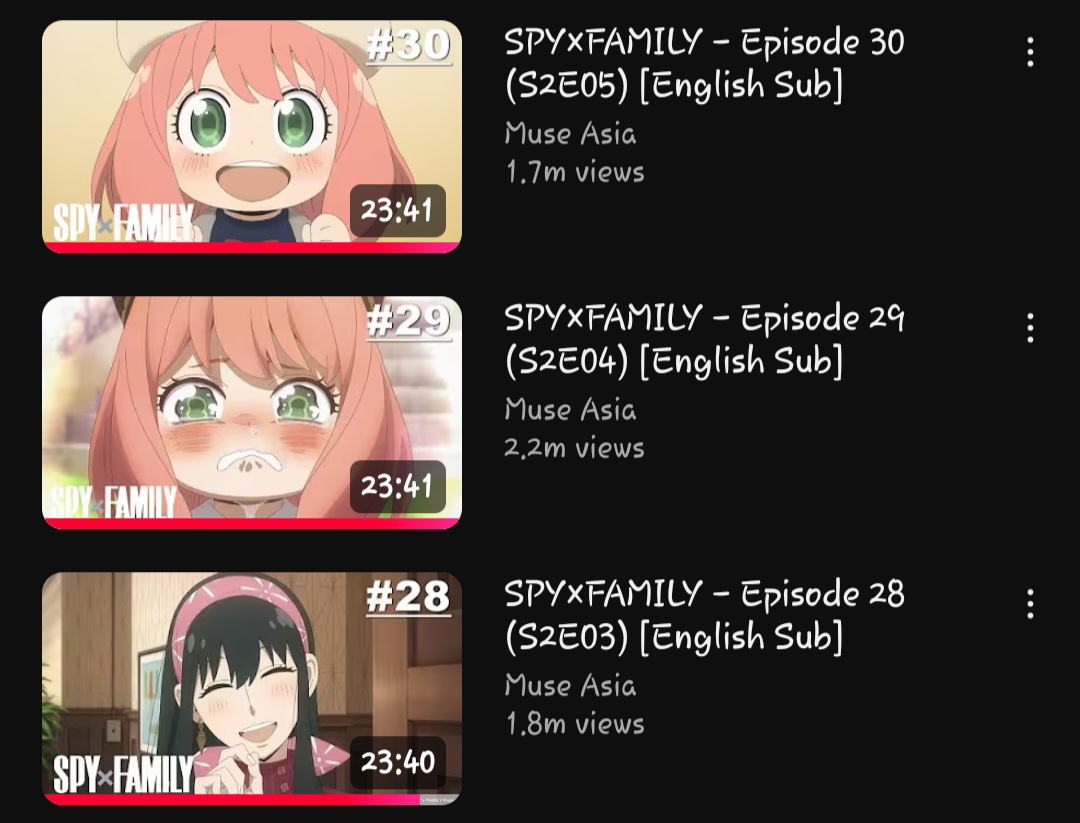 #30
SPY×FAMILY
23:41
SPY×FAMILY – Episode 30
(S2E05) [English Sub]
Muse Asia
1.7m views
#29
SPY×FAMILY
23:41
SPY×FAMILY – Episode 29
(S2E04) [English Sub]
Muse Asia
2.2m views
#28
SPY×FAMILY
23:40
SPY×FAMILY – Episode 28
(S2E03) [English Sub]
Muse Asia
1.8m views